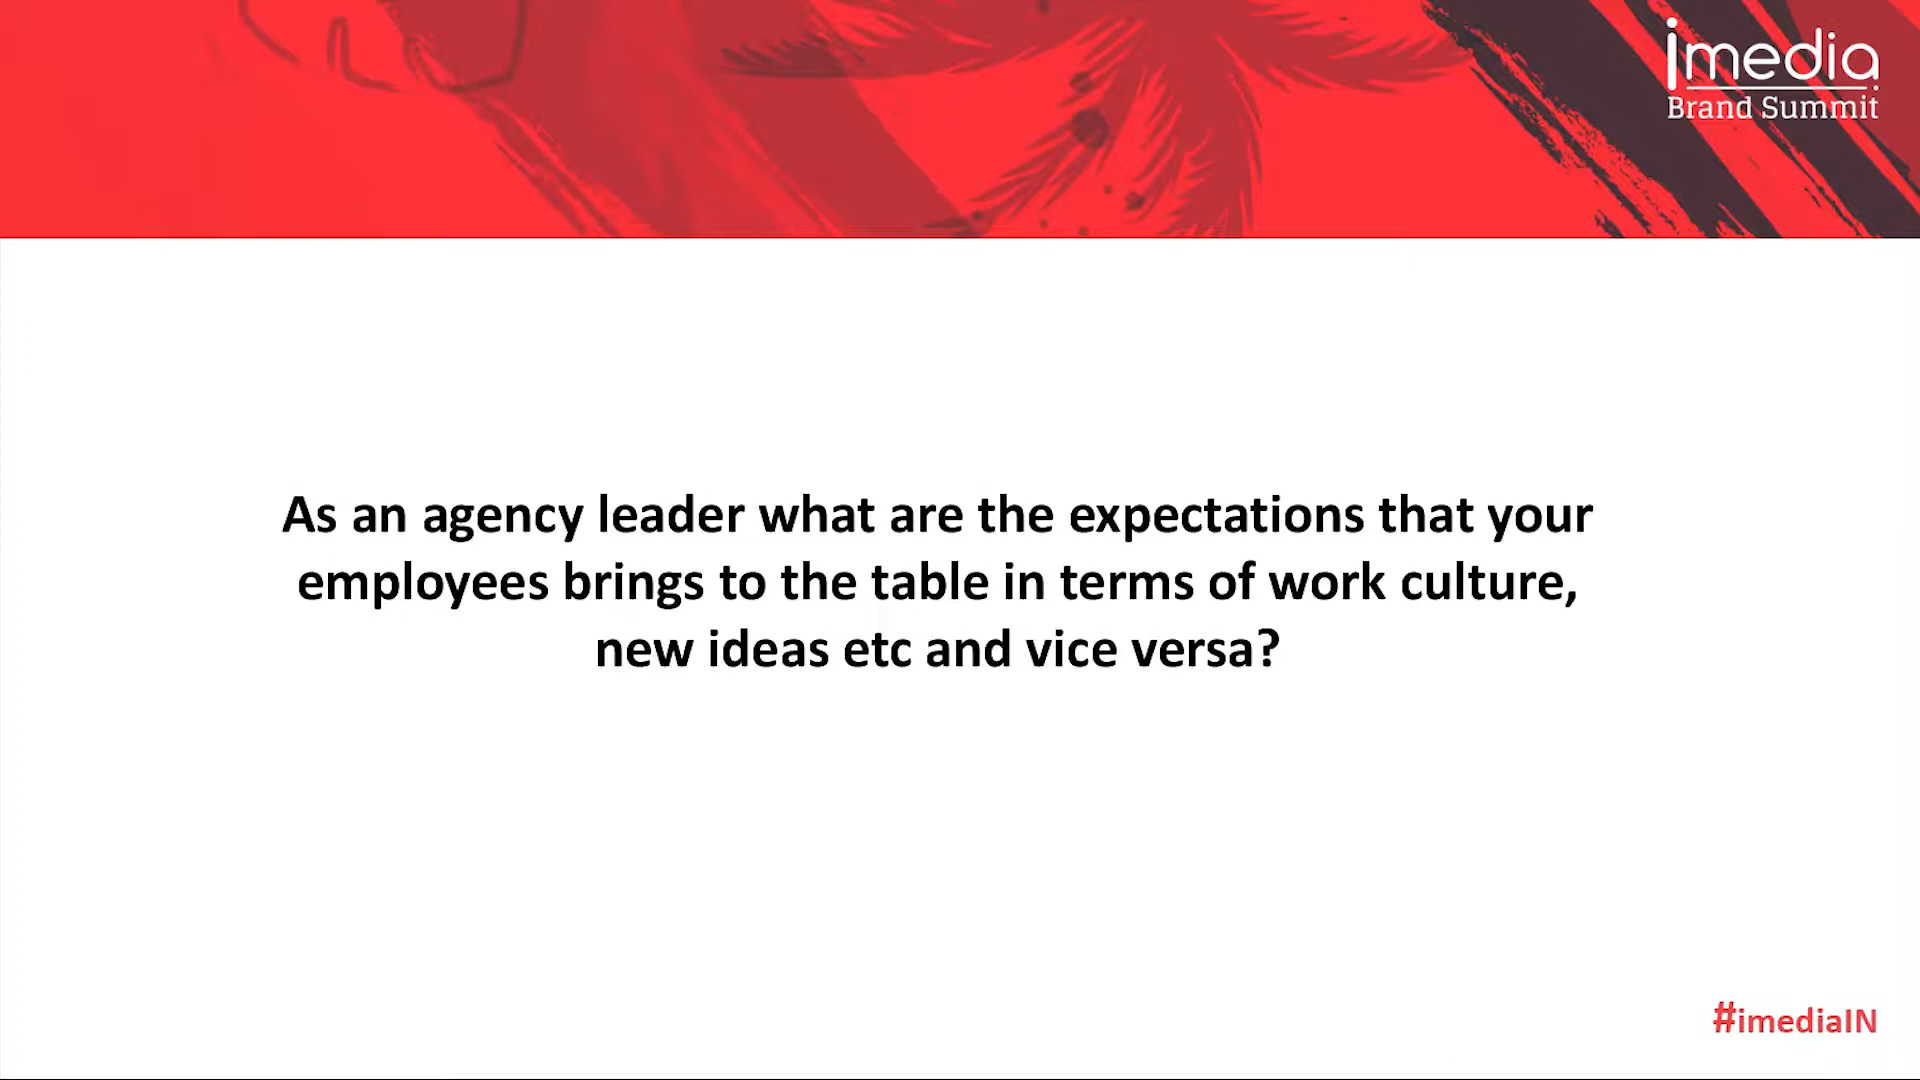 imedia
Brand Summit
As an agency leader what are the expectations that your
employees brings to the table in terms of work culture,
new ideas etc and vice versa?
#imediaIN